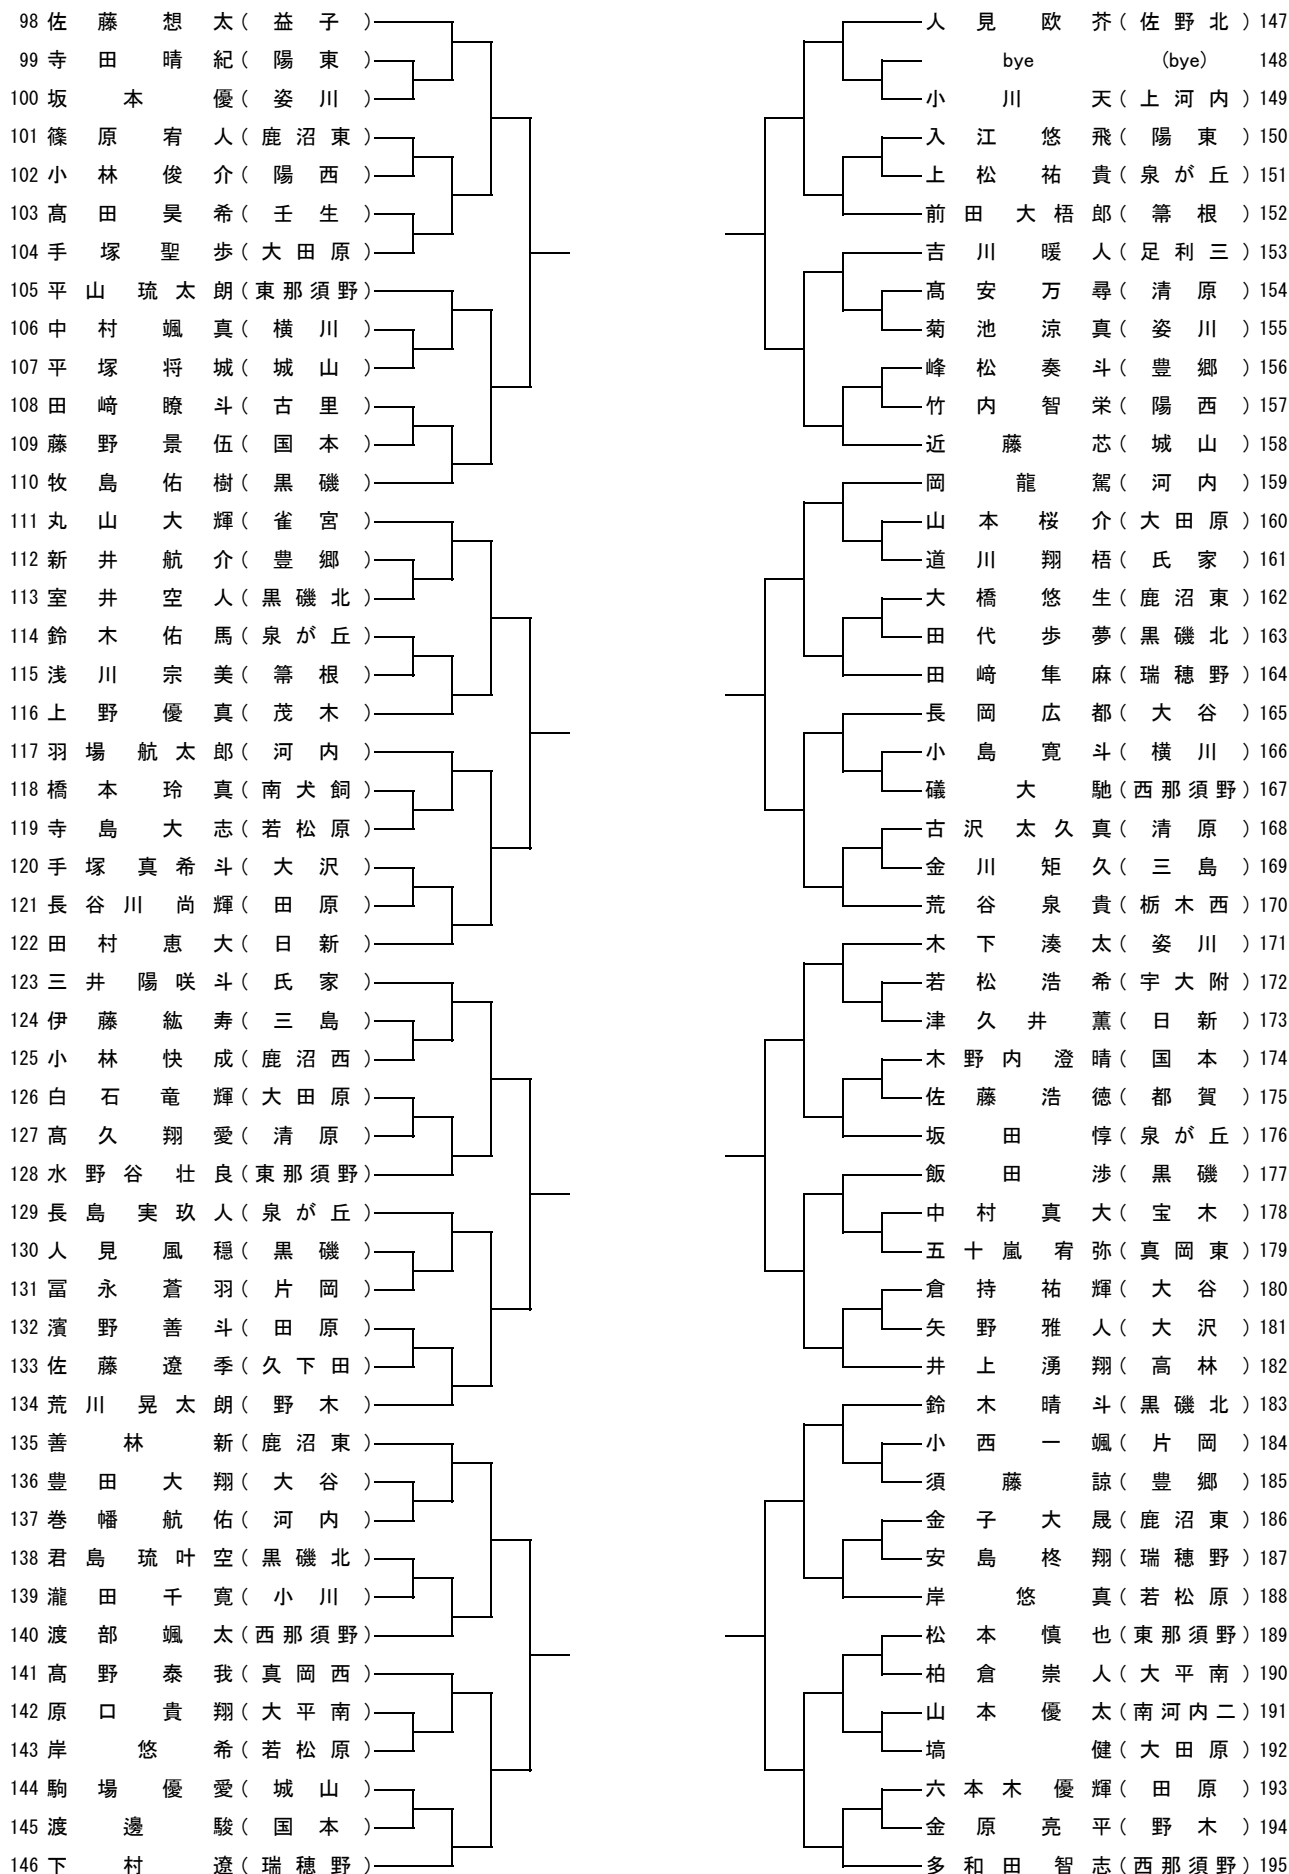 98 佐藤想太 ( 益子 )
99 寺田晴紀 ( 陽東 )
100 坂本優 ( 姿川 )
101 篠原宥人 ( 鹿沼東 )
102 小林俊介 ( 陽西 )
103 髙田昊希 ( 壬生 )
104 手塚聖歩 ( 大田原 )
105 平山琉太朗 ( 東那須野 )
106 中村颯真 ( 横川 )
107 平塚将城 ( 城山 )
108 田﨑瞭斗 ( 古里 )
109 藤野景伍 ( 国本 )
110 牧島佑樹 ( 黒磯 )
111 丸山大輝 ( 雀宮 )
112 新井航介 ( 豊郷 )
113 室井空人 ( 黒磯北 )
114 鈴木佑馬 ( 泉が丘 )
115 浅川宗美 ( 箒根 )
116 上野優真 ( 茂木 )
117 羽場航太郎 ( 河内 )
118 橋本玲真 ( 南犬飼 )
119 寺島大志 ( 若松原 )
120 手塚真希斗 ( 大沢 )
121 長谷川尚輝 ( 田原 )
122 田村恵大 ( 日新 )
123 三井陽咲斗 ( 氏家 )
124 伊藤紘寿 ( 三島 )
125 小林快成 ( 鹿沼西 )
126 白石竜輝 ( 大田原 )
127 髙久翔愛 ( 清原 )
128 水野谷壮良 ( 東那須野 )
129 長島実玖人 ( 泉が丘 )
130 人見風穏 ( 黒磯 )
131 冨永蒼羽 ( 片岡 )
132 濱野善斗 ( 田原 )
133 佐藤遼季 ( 久下田 )
134 荒川晃太朗 ( 野木 )
135 善林新 ( 鹿沼東 )
136 豊田大翔 ( 大谷 )
137 巻幡航佑 ( 河内 )
138 君島琉叶空 ( 黒磯北 )
139 瀧田千寛 ( 小川 )
140 渡部颯太 ( 西那須野 )
141 髙野泰我 ( 真岡西 )
142 原口貴翔 ( 大平南 )
143 岸悠希 ( 若松原 )
144 駒場優愛 ( 城山 )
145 渡邊駿 ( 国本 )
146 下村遼 ( 瑞穂野 )
人見欧芥 ( 佐野北 ) 147
bye (bye) 148
小川天 ( 上河内 ) 149
入江悠飛 ( 陽東 ) 150
上松祐貴 ( 泉が丘 ) 151
前田大梧郎 ( 箒根 ) 152
吉川暖人 ( 足利三 ) 153
髙安万尋 ( 清原 ) 154
菊池涼真 ( 姿川 ) 155
峰松奏斗 ( 豊郷 ) 156
竹内智栄 ( 陽西 ) 157
近藤芯 ( 城山 ) 158
岡龍駕 ( 河内 ) 159
山本桜介 ( 大田原 ) 160
道川翔梧 ( 氏家 ) 161
大橋悠生 ( 鹿沼東 ) 162
田代歩夢 ( 黒磯北 ) 163
田﨑隼麻 ( 瑞穂野 ) 164
長岡広都 ( 大谷 ) 165
小島寛斗 ( 横川 ) 166
礒大馳 ( 西那須野 ) 167
古沢太久真 ( 清原 ) 168
金川矩久 ( 三島 ) 169
荒谷泉貴 ( 栃木西 ) 170
木下湊太 ( 姿川 ) 171
若松浩希 ( 宇大附 ) 172
津久井薫 ( 日新 ) 173
木野内澄晴 ( 国本 ) 174
佐藤浩徳 ( 都賀 ) 175
坂田惇 ( 泉が丘 ) 176
飯田渉 ( 黒磯 ) 177
中村真大 ( 宝木 ) 178
五十嵐宥弥 ( 真岡東 ) 179
倉持祐輝 ( 大谷 ) 180
矢野雅人 ( 大沢 ) 181
井上湧翔 ( 高林 ) 182
鈴木晴斗 ( 黒磯北 ) 183
小西一颯 ( 片岡 ) 184
須藤諒 ( 豊郷 ) 185
金子大晟 ( 鹿沼東 ) 186
安島柊翔 ( 瑞穂野 ) 187
岸悠真 ( 若松原 ) 188
松本慎也 ( 東那須野 ) 189
柏倉崇人 ( 大平南 ) 190
山本優太 ( 南河内二 ) 191
塙健 ( 大田原 ) 192
六本木優輝 ( 田原 ) 193
金原亮平 ( 野木 ) 194
多和田智志 ( 西那須野 ) 195